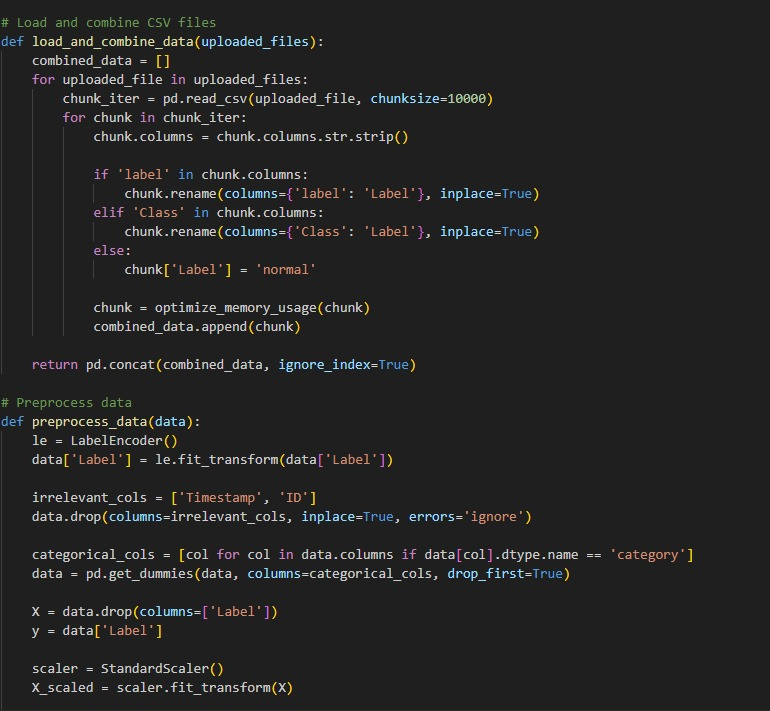 # Load and combine CSV files
def load_and_combine_data(uploaded_files):
    combined_data = []
    for uploaded_file in uploaded_files:
        chunk_iter = pd.read_csv(uploaded_file, chunksize=10000)
        for chunk in chunk_iter:
            chunk.columns = chunk.columns.str.strip()

            if 'label' in chunk.columns:
                chunk.rename(columns={'label': 'Label'}, inplace=True)
            elif 'Class' in chunk.columns:
                chunk.rename(columns={'Class': 'Label'}, inplace=True)
            else:
                chunk['Label'] = 'normal'

            chunk = optimize_memory_usage(chunk)
            combined_data.append(chunk)

    return pd.concat(combined_data, ignore_index=True)

# Preprocess data
def preprocess_data(data):
    le = LabelEncoder()
    data['Label'] = le.fit_transform(data['Label'])

    irrelevant_cols = ['Timestamp', 'ID']
    data.drop(columns=irrelevant_cols, inplace=True, errors='ignore')

    categorical_cols = [col for col in data.columns if data[col].dtype.name == 'category']
    data = pd.get_dummies(data, columns=categorical_cols, drop_first=True)

    X = data.drop(columns=['Label'])
    y = data['Label']

    scaler = StandardScaler()
    X_scaled = scaler.fit_transform(X)